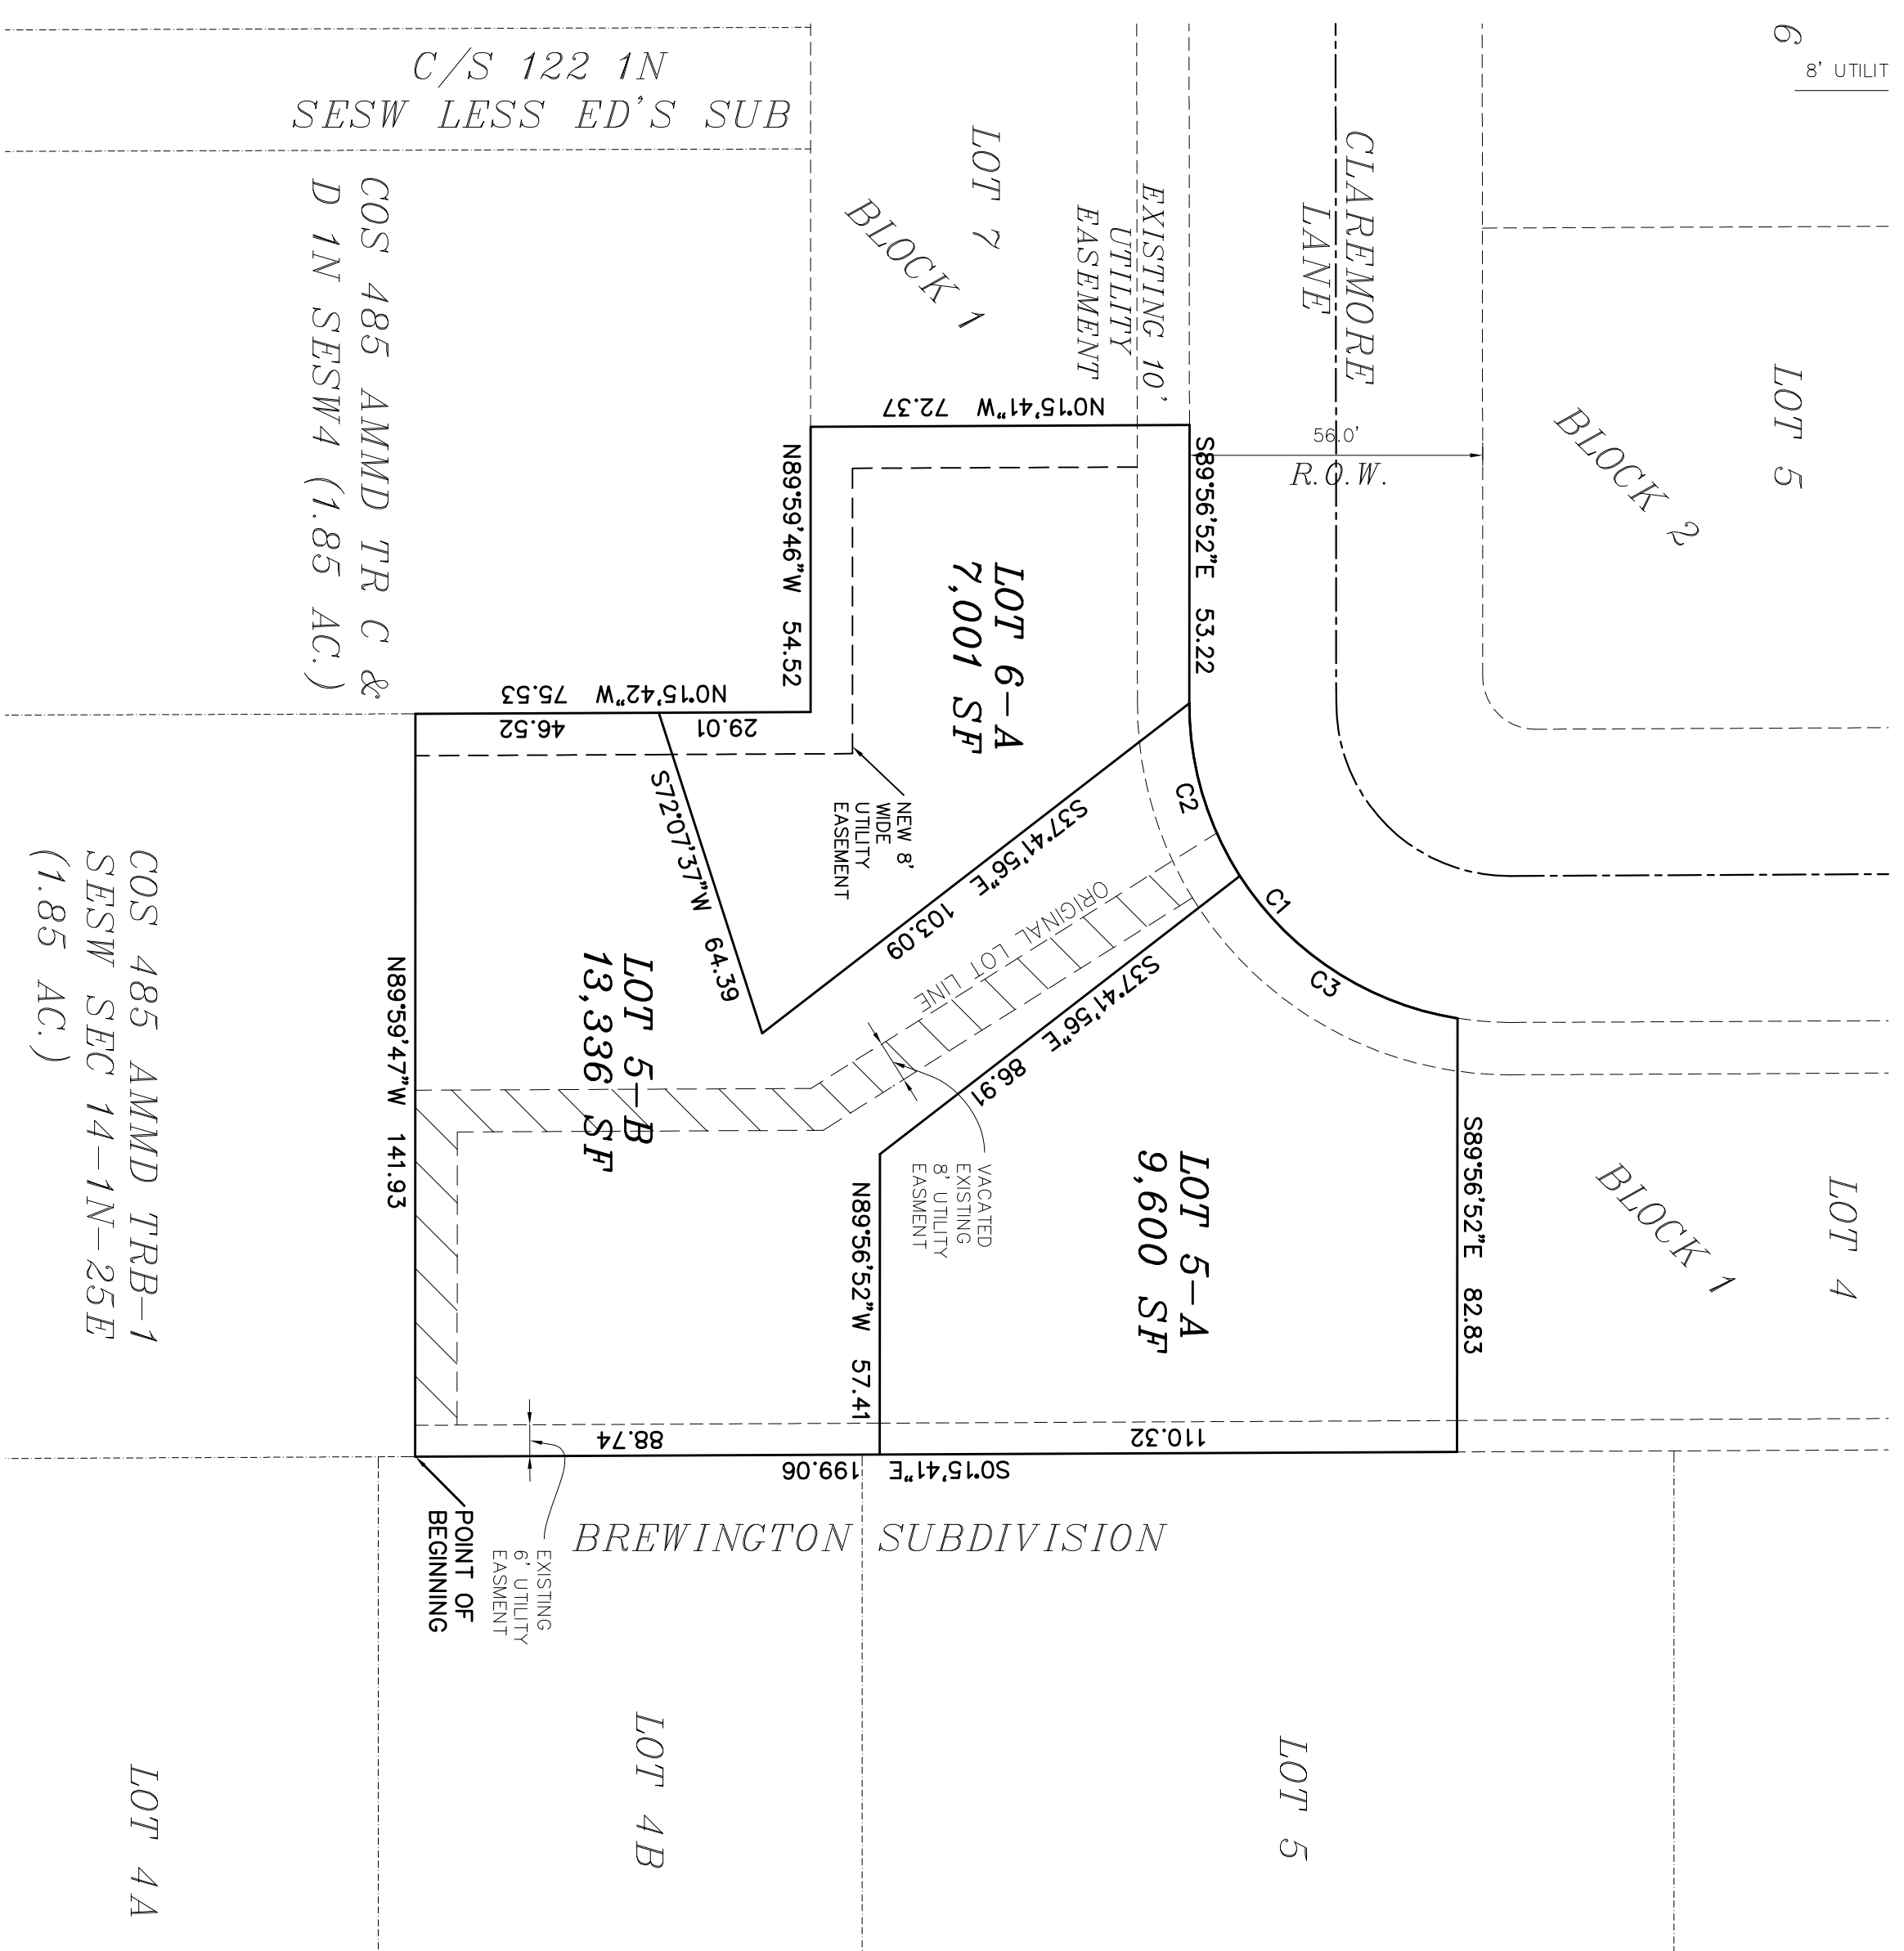 6
8' UTILIT
C/S 122 1N
SESW LESS ED'S SUB
COS 485 AMMD TR C &
D 1N SESW4 (1.85 AC.)
LOT 7
BLOCK 1
EXISTING 10'
UTILITY
EASEMENT
CLAREMORE
LANE
LOT 5
BLOCK 2
56.0'
R.O.W.
N0°15'41"W 72.37
S89°56'52"E 53.22
N89°59'46"W 54.52
LOT 6-A
7,001 SF
N0°15'42"W 75.53
29.01
46.52
S72°07'37"W 64.39
NEW 8'
WIDE
UTILITY
EASEMENT
S37°41'56"E 103.09
ORIGINAL LOT LINE
C2
C1
C3
S37°41'56"E 86.91
LOT 5-B
13,336 SF
N89°59'47"W 141.93
VACATED
EXISTING
8' UTILITY
EASMENT
N89°56'52"W 57.41
LOT 5-A
9,600 SF
S89°56'52"E 82.83
LOT 4
BLOCK 1
COS 485 AMMD TRB-1
SESW SEC 14-1N-25E
(1.85 AC.)
88.74
110.32
S0°15'41"E 199.06
POINT OF
BEGINNING
EXISTING
6' UTILITY
EASMENT
BREWINGTON SUBDIVISION
LOT 4A
LOT 4B
LOT 5